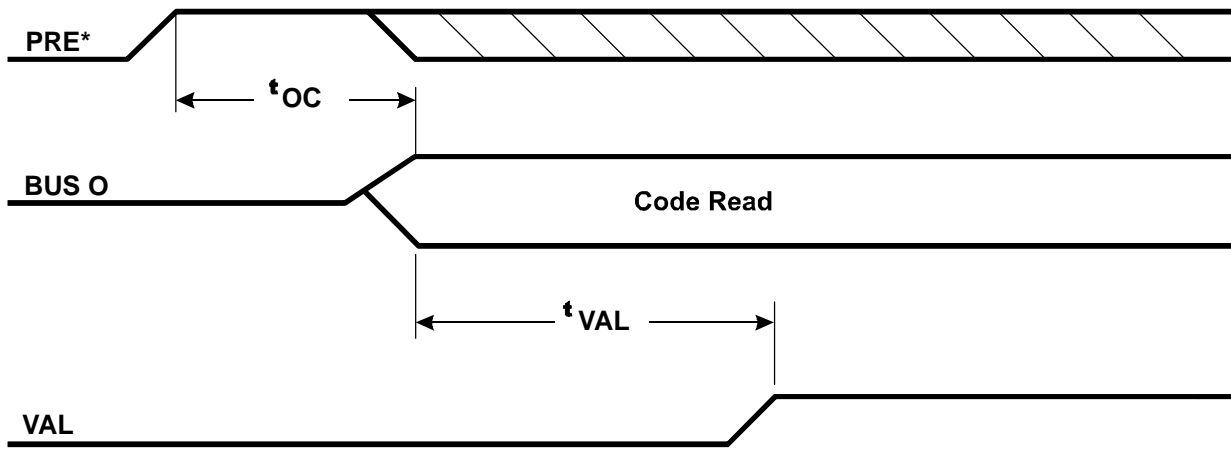 PRE*
tOC
BUS O
Code Read
tVAL
VAL